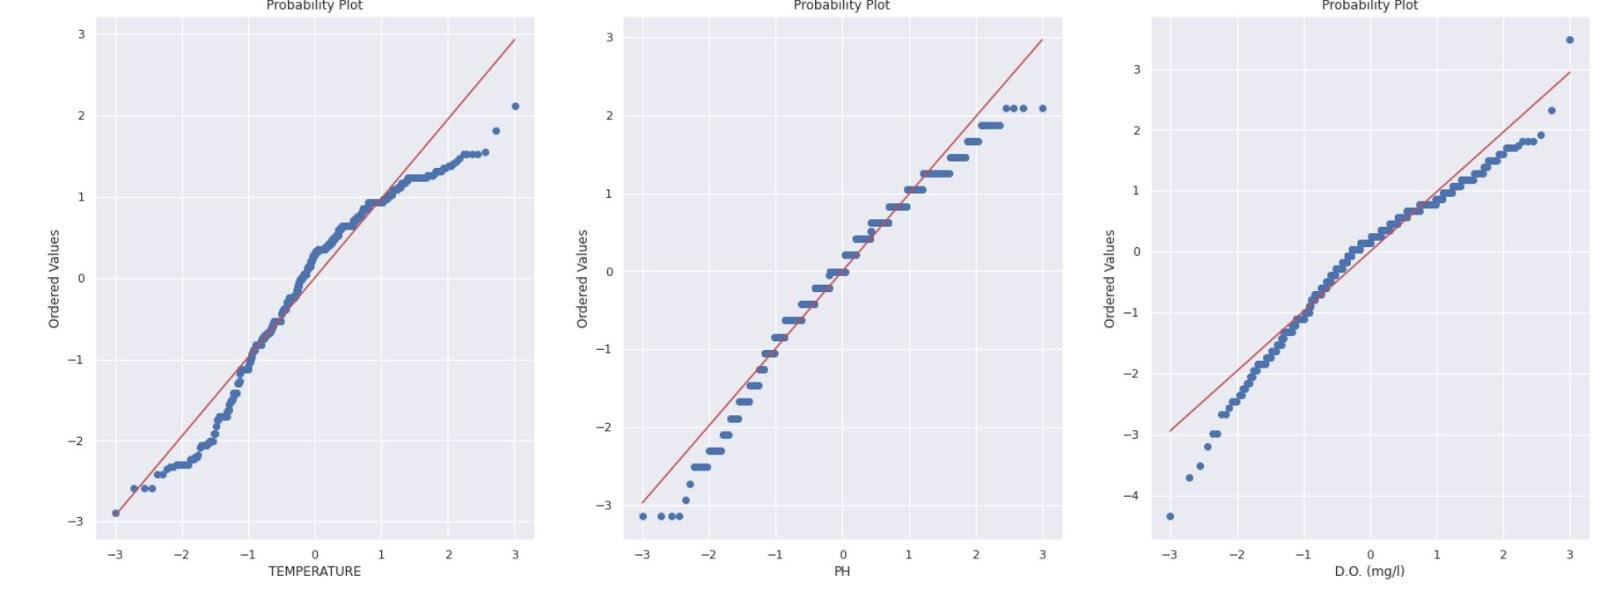 Probability Plot
3
2
1
0
−1
−2
−3
Ordered Values
−3 −2 −1 0 1 2 3
TEMPERATURE
Probability Plot
3
2
1
0
−1
−2
−3
Ordered Values
−3 −2 −1 0 1 2 3
PH
Probability Plot
3
2
1
0
−1
−2
−3
−4
Ordered Values
−3 −2 −1 0 1 2 3
D.O. (mg/l)